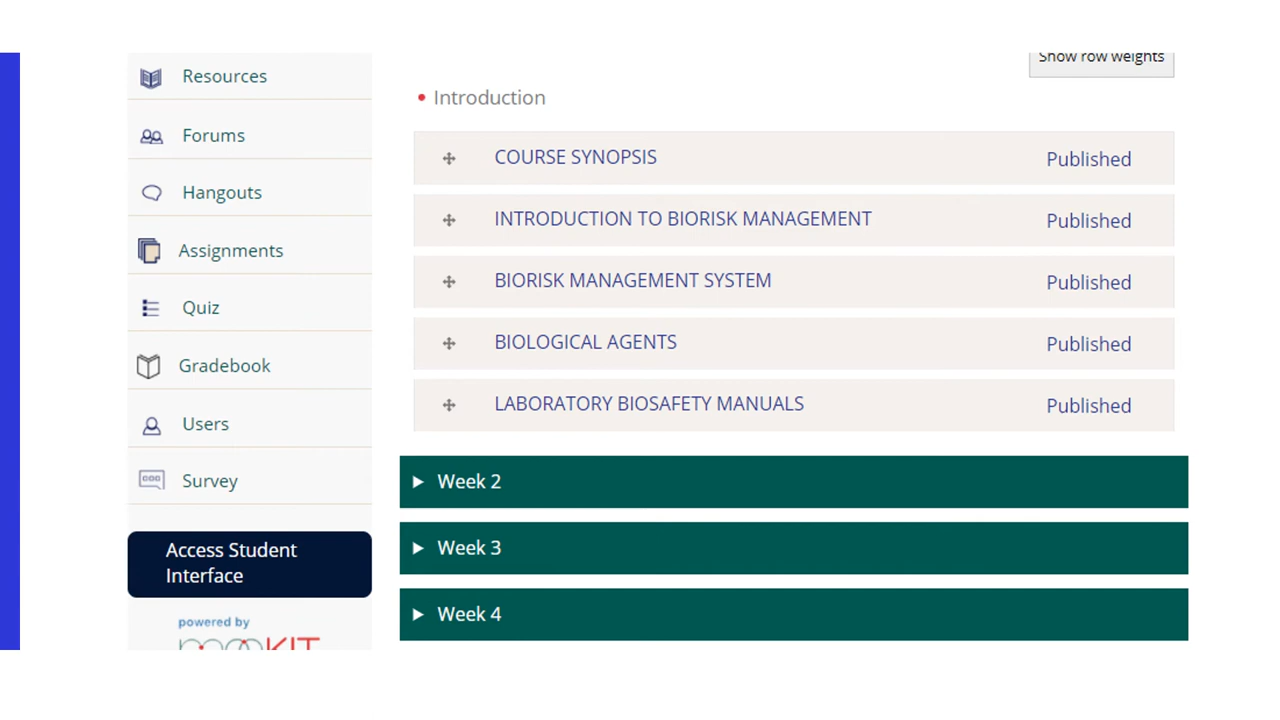 Resources
Forums
Hangouts
Assignments
Quiz
Gradebook
Users
Survey
Access Student
Interface
powered by
Show row weights
Introduction
COURSE SYNOPSIS Published
INTRODUCTION TO BIORISK MANAGEMENT Published
BIORISK MANAGEMENT SYSTEM Published
BIOLOGICAL AGENTS Published
LABORATORY BIOSAFETY MANUALS Published
Week 2
Week 3
Week 4